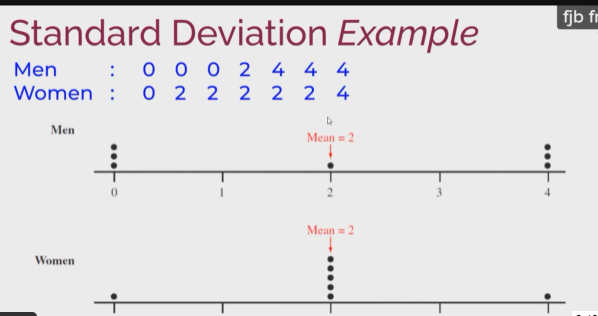 Standard Deviation Example
fjb fr
Men : 0 0 0 2 4 4 4
Women : 0 2 2 2 2 2 4
Men
Mean = 2
0 1 2 3 4
Mean = 2
Women